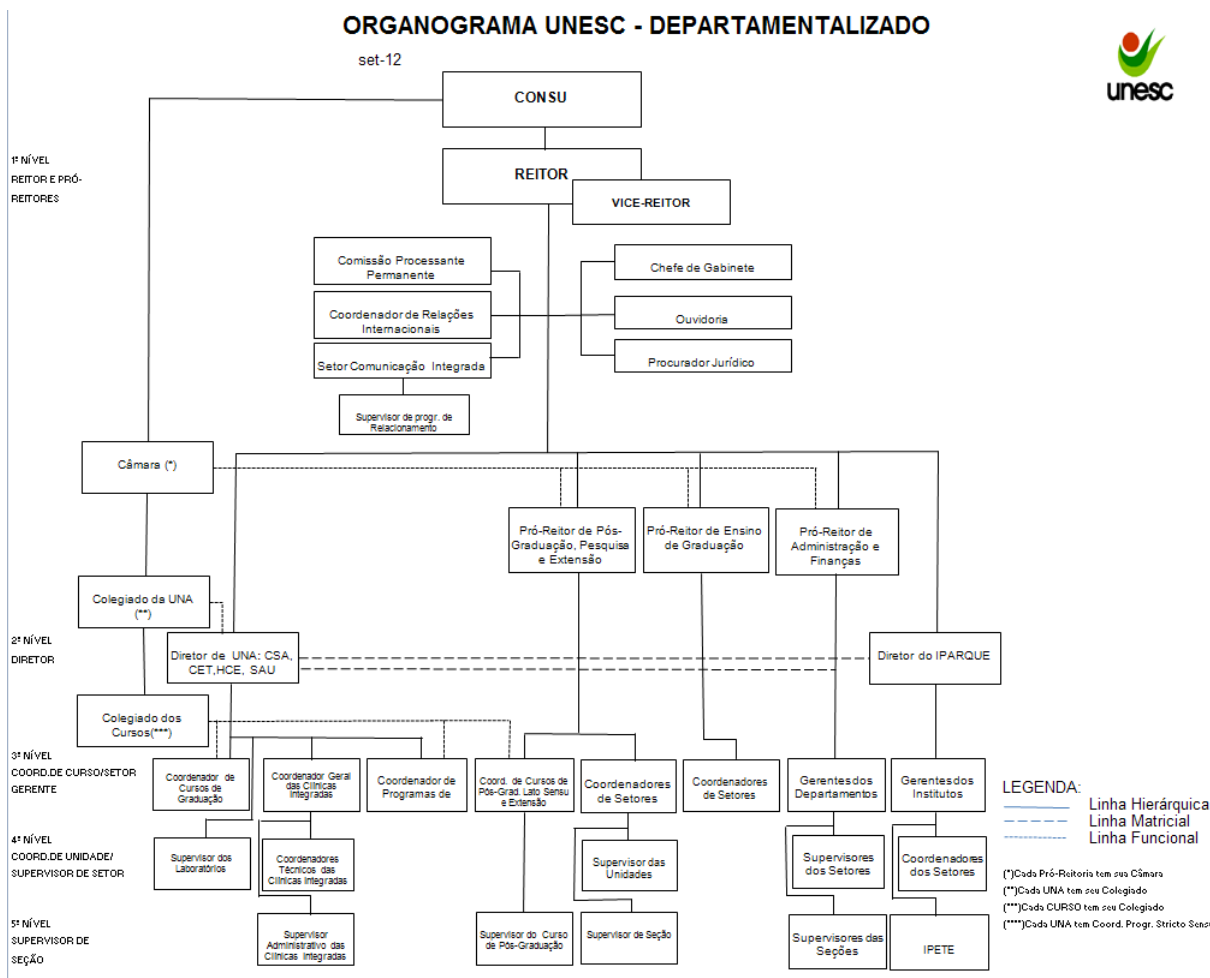 ORGANOGRAMA UNESC - DEPARTAMENTALIZADO
set-12
unesc
CONSU
1º NÍVEL
REITOR E PRÓ-
REITORES
REITOR
VICE-REITOR
Comissão Processante
Permanente
Chefe de Gabinete
Coordenador de Relações
Internacionais
Ouvidoria
Setor Comunicação Integrada
Procurador Jurídico
Supervisor de progr. de
Relacionamento
Câmara (*)
Pró-Reitor de Pós-
Graduação, Pesquisa
e Extensão
Pró-Reitor de Ensino
de Graduação
Pró-Reitor de
Administração e
Finanças
Colegiado da UNA
(**)
2º NÍVEL
DIRETOR
Diretor de UNA: CSA,
CET,HCE, SAU
Diretor do IPARQUE
Colegiado dos
Cursos(***)
3º NÍVEL
COORD.DE CURSO/SETOR
GERENTE
Coordenador de
Cursos de
Graduação
Coordenador Geral
das Clínicas
Integradas
Coordenador de
Programas de
Coord. de Cursos de
Pós-Grad. Lato Sensu
e Extensão
Coordenadores
de Setores
Coordenadores
de Setores
Gerentes dos
Departamentos
Gerentes dos
Institutos
LEGENDA:
Linha Hierárquica
Linha Matricial
Linha Funcional
4º NÍVEL
COORD.DE UNIDADE/
SUPERVISOR DE SETOR
Supervisor dos
Laboratórios
Coordenadores
Técnicos das
Clínicas Integradas
Supervisor das
Unidades
Supervisores
dos Setores
Coordenadores
dos Setores
(*)Cada Pró-Reitoria tem sua Câmara
(**)Cada UNA tem seu Colegiado
(***)Cada CURSO tem seu Colegiado
(****)Cada UNA tem Coord. Progr. Stricto Sens
5º NÍVEL
SUPERVISOR DE
SEÇÃO
Supervisor
Administrativo das
Clínicas Integradas
Supervisor do Curso
de Pós-Graduação
Supervisor de Seção
Supervisores das
Seções
IPETE